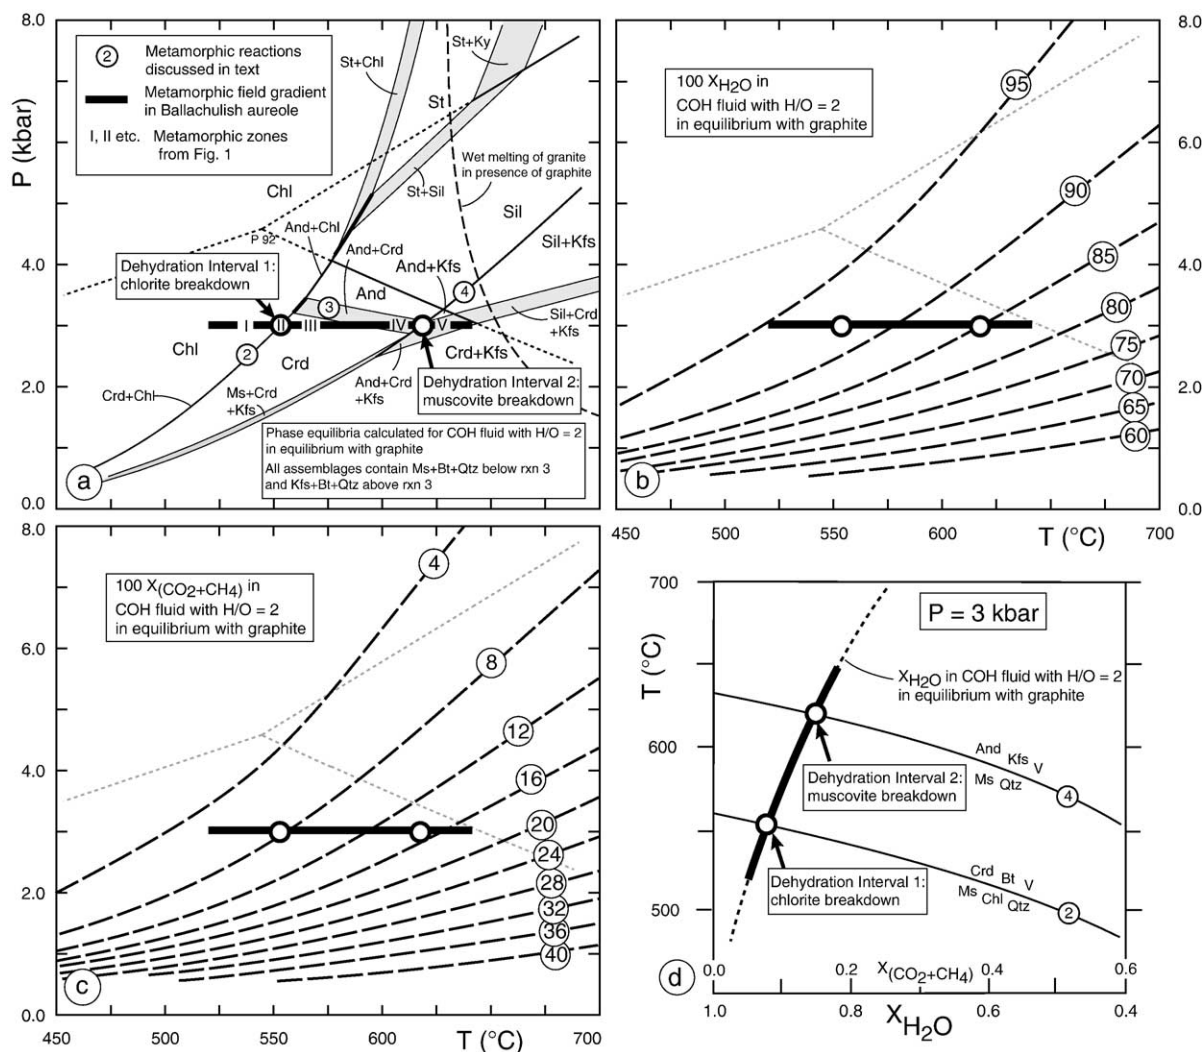 8.0
P (kbar)
6.0
4.0
2.0
0.0
2 Metamorphic reactions
discussed in text
Metamorphic field gradient
in Ballachulish aureole
I, II etc. Metamorphic zones
from Fig. 1
St+Chl
St+Ky
St
Wet melting of granite
in presence of graphite
St+Sil
Chl
Sil
P 92
And+Chl
And+Crd
Sil+Kfs
Dehydration Interval 1:
chlorite breakdown
And+Kfs
4
And
3
Sil+Crd
+Kfs
I II III IV V
Chl
2
Crd
Crd+Kfs
Crd+Chl
Ms+Crd
+Kfs
And+Crd
+Kfs
Dehydration Interval 2:
muscovite breakdown
Phase equilibria calculated for COH fluid with H/O = 2
in equilibrium with graphite
All assemblages contain Ms+Bt+Qtz below rxn 3
and Kfs+Bt+Qtz above rxn 3
a
100 XH2O in
COH fluid with H/O = 2
in equilibrium with graphite
95
90
85
80
75
70
65
60
8.0
6.0
4.0
2.0
0.0
b
450 500 550 600 T (°C) 700
8.0
6.0
4.0
2.0
0.0
100 X(CO2+CH4) in
COH fluid with H/O = 2
in equilibrium with graphite
4
8
12
16
20
24
28
32
36
40
c
450 500 550 600 T (°C) 700
700
T (°C)
600
500
P = 3 kbar
XH2O in COH fluid with H/O = 2
in equilibrium with graphite
And Kfs V
Ms Qtz
4
Dehydration Interval 2:
muscovite breakdown
Crd Bt V
Ms Chl Qtz
2
Dehydration Interval 1:
chlorite breakdown
d
0.0 0.2 X(CO2+CH4) 0.4 0.6
1.0 0.8 XH2O 0.6 0.4